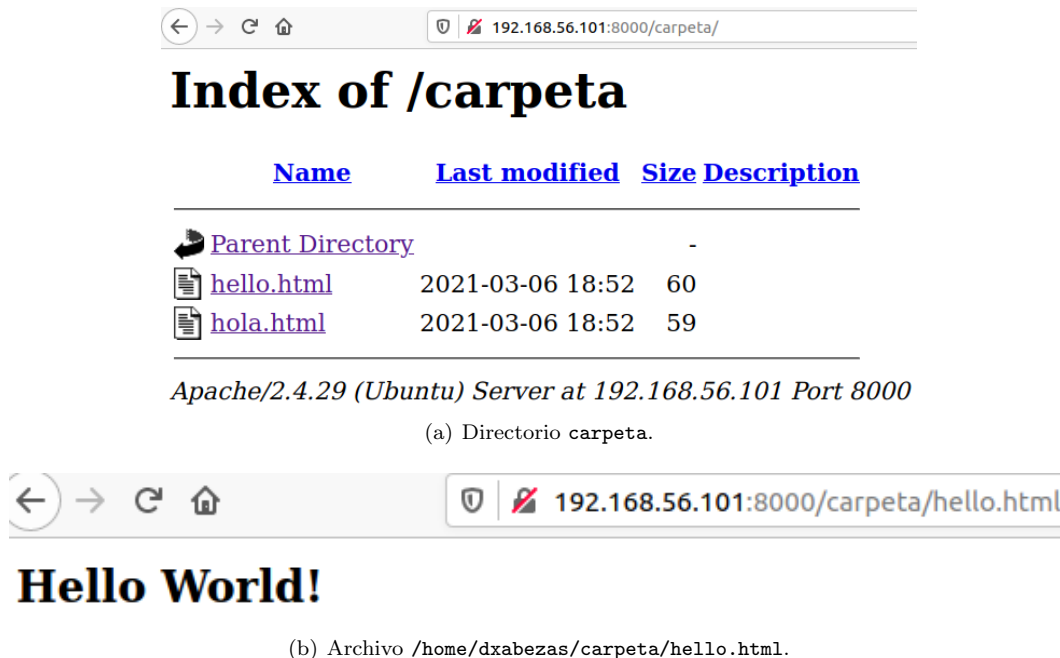 192.168.56.101:8000/carpeta/
Index of /carpeta
Name Last modified Size Description
Parent Directory -
hello.html 2021-03-06 18:52 60
hola.html 2021-03-06 18:52 59
Apache/2.4.29 (Ubuntu) Server at 192.168.56.101 Port 8000
(a) Directorio carpeta.
192.168.56.101:8000/carpeta/hello.html
Hello World!
(b) Archivo /home/dxabezas/carpeta/hello.html.